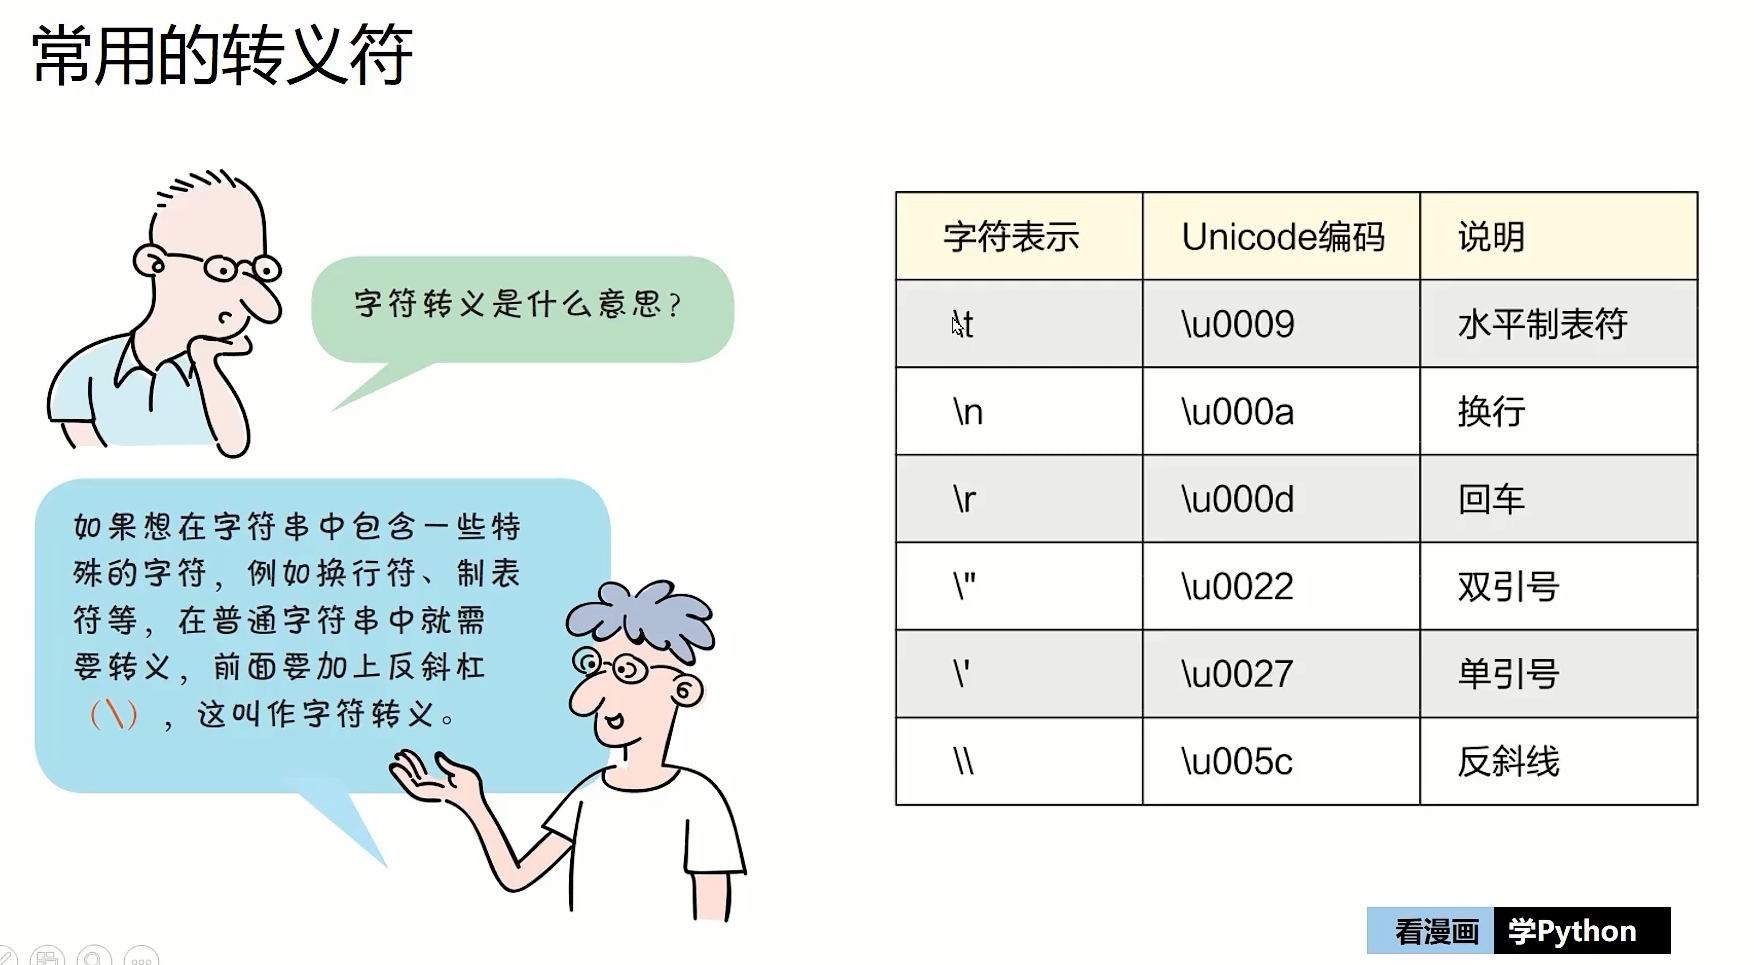 常用的转义符
字符转义是什么意思?
如果想在字符串中包含一些特
殊的字符，例如换行符、制表
符等，在普通字符串中就需
要转义，前面要加上反斜杠
（\），这叫作字符转义。
字符表示 Unicode编码 说明
\t \u0009 水平制表符
\n \u000a 换行
\r \u000d 回车
\" \u0022 双引号
\' \u0027 单引号
\\ \u005c 反斜线
看漫画 学Python